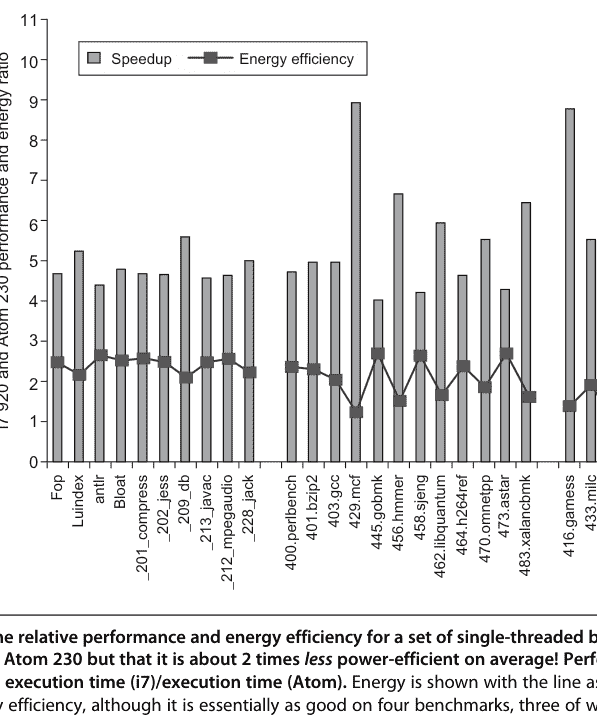 11
10
9
8
7
6
5
4
3
2
1
0
i7 920 and Atom 230 performance and energy ratio
Speedup
Energy efficiency
Fop
Luindex
antlr
Bloat
_201_compress
_202_jess
_209_db
_213_javac
_212_mpegaudio
_228_jack
400.perlbench
401.bzip2
403.gcc
429.mcf
445.gobmk
456.hmmer
458.sjeng
462.libquantum
464.h264ref
470.omnetpp
473.astar
483.xalancbmk
416.gamess
433.milc
he relative performance and energy efficiency for a set of single-threaded b
Atom 230 but that it is about 2 times less power-efficient on average! Perfo
execution time (i7)/execution time (Atom). Energy is shown with the line as
y efficiency, although it is essentially as good on four benchmarks, three of w